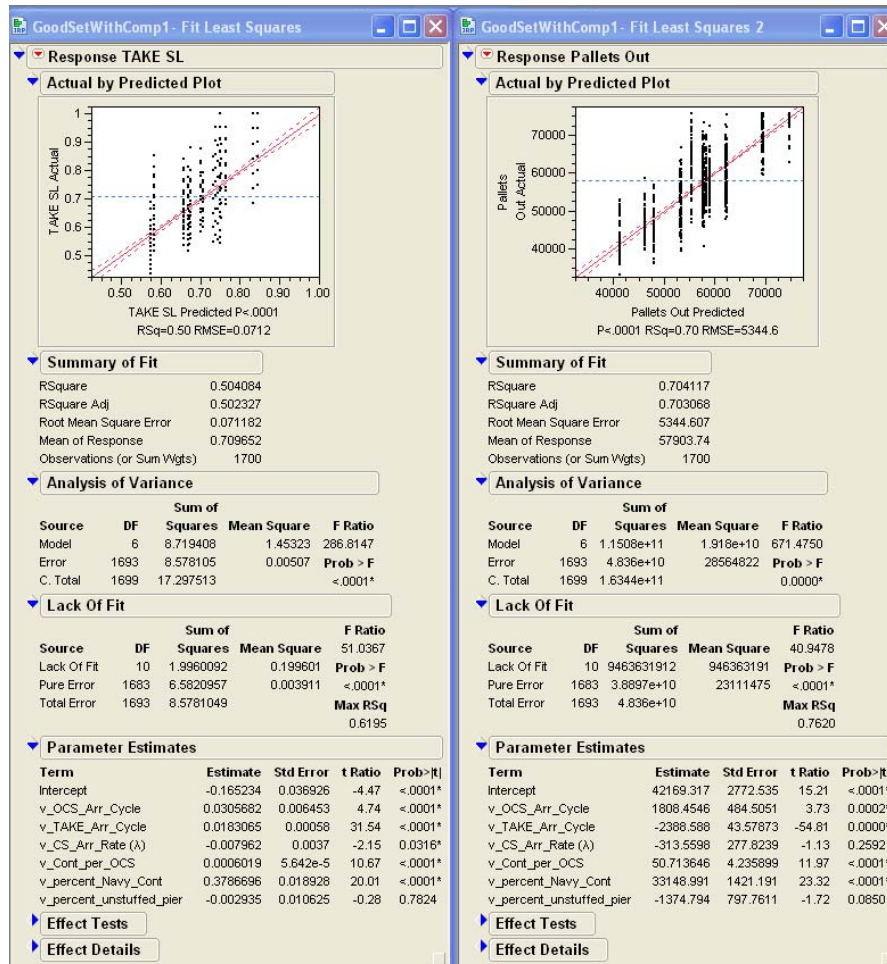 GoodSetWithComp1- Fit Least Squares
Response TAKE SL
Actual by Predicted Plot
1
0.9
0.8
0.7
0.6
0.5
TAKE SL Actual
0.50 0.60 0.70 0.80 0.90 1.00
TAKE SL Predicted P<.0001
RSq=0.50 RMSE=0.0712
Summary of Fit
RSquare 0.504084
RSquare Adj 0.502327
Root Mean Square Error 0.071182
Mean of Response 0.709652
Observations (or Sum Wgts) 1700
Analysis of Variance
Sum of
Source DF Squares Mean Square F Ratio
Model 6 8.719408 1.45323 286.8147
Error 1693 8.578105 0.00507 Prob > F
C. Total 1699 17.297513 <.0001*
Lack Of Fit
Sum of F Ratio
Source DF Squares Mean Square 51.0367
Lack Of Fit 10 1.9960092 0.199601 Prob > F
Pure Error 1683 6.5820957 0.003911 <.0001*
Total Error 1693 8.5781049 Max RSq
0.6195
Parameter Estimates
Term Estimate Std Error t Ratio Prob>|t|
Intercept -0.165234 0.036926 -4.47 <.0001*
v_OCS_Arr_Cycle 0.0305682 0.006453 4.74 <.0001*
v_TAKE_Arr_Cycle 0.0183065 0.00058 31.54 <.0001*
v_CS_Arr_Rate (λ) -0.007962 0.0037 -2.15 0.0316*
v_Cont_per_OCS 0.0006019 5.642e-5 10.67 <.0001*
v_percent_Navy_Cont 0.3786696 0.018928 20.01 <.0001*
v_percent_unstuffed_pier -0.002935 0.010625 -0.28 0.7824
Effect Tests
Effect Details
GoodSetWithComp1- Fit Least Squares 2
Response Pallets Out
Actual by Predicted Plot
70000
60000
50000
40000
Pallets
Out Actual
40000 50000 60000 70000
Pallets Out Predicted
P<.0001 RSq=0.70 RMSE=5344.6
Summary of Fit
RSquare 0.704117
RSquare Adj 0.703068
Root Mean Square Error 5344.607
Mean of Response 57903.74
Observations (or Sum Wgts) 1700
Analysis of Variance
Sum of
Source DF Squares Mean Square F Ratio
Model 6 1.1508e+11 1.918e+10 671.4750
Error 1693 4.836e+10 28564822 Prob > F
C. Total 1699 1.6344e+11 0.0000*
Lack Of Fit
Sum of F Ratio
Source DF Squares Mean Square 40.9478
Lack Of Fit 10 9463631912 946363191 Prob > F
Pure Error 1683 3.8897e+10 23111475 <.0001*
Total Error 1693 4.836e+10 Max RSq
0.7620
Parameter Estimates
Term Estimate Std Error t Ratio Prob>|t
Intercept 42169.317 2772.535 15.21 <.0001*
v_OCS_Arr_Cycle 1808.4546 484.5051 3.73 0.0002*
v_TAKE_Arr_Cycle -2388.588 43.57873 -54.81 0.0000*
v_CS_Arr_Rate (λ) -313.5598 277.8239 -1.13 0.2592
v_Cont_per_OCS 50.713646 4.235899 11.97 <.0001*
v_percent_Navy_Cont 33148.991 1421.191 23.32 <.0001*
v_percent_unstuffed_pier -1374.794 797.7611 -1.72 0.0850
Effect Tests
Effect Details